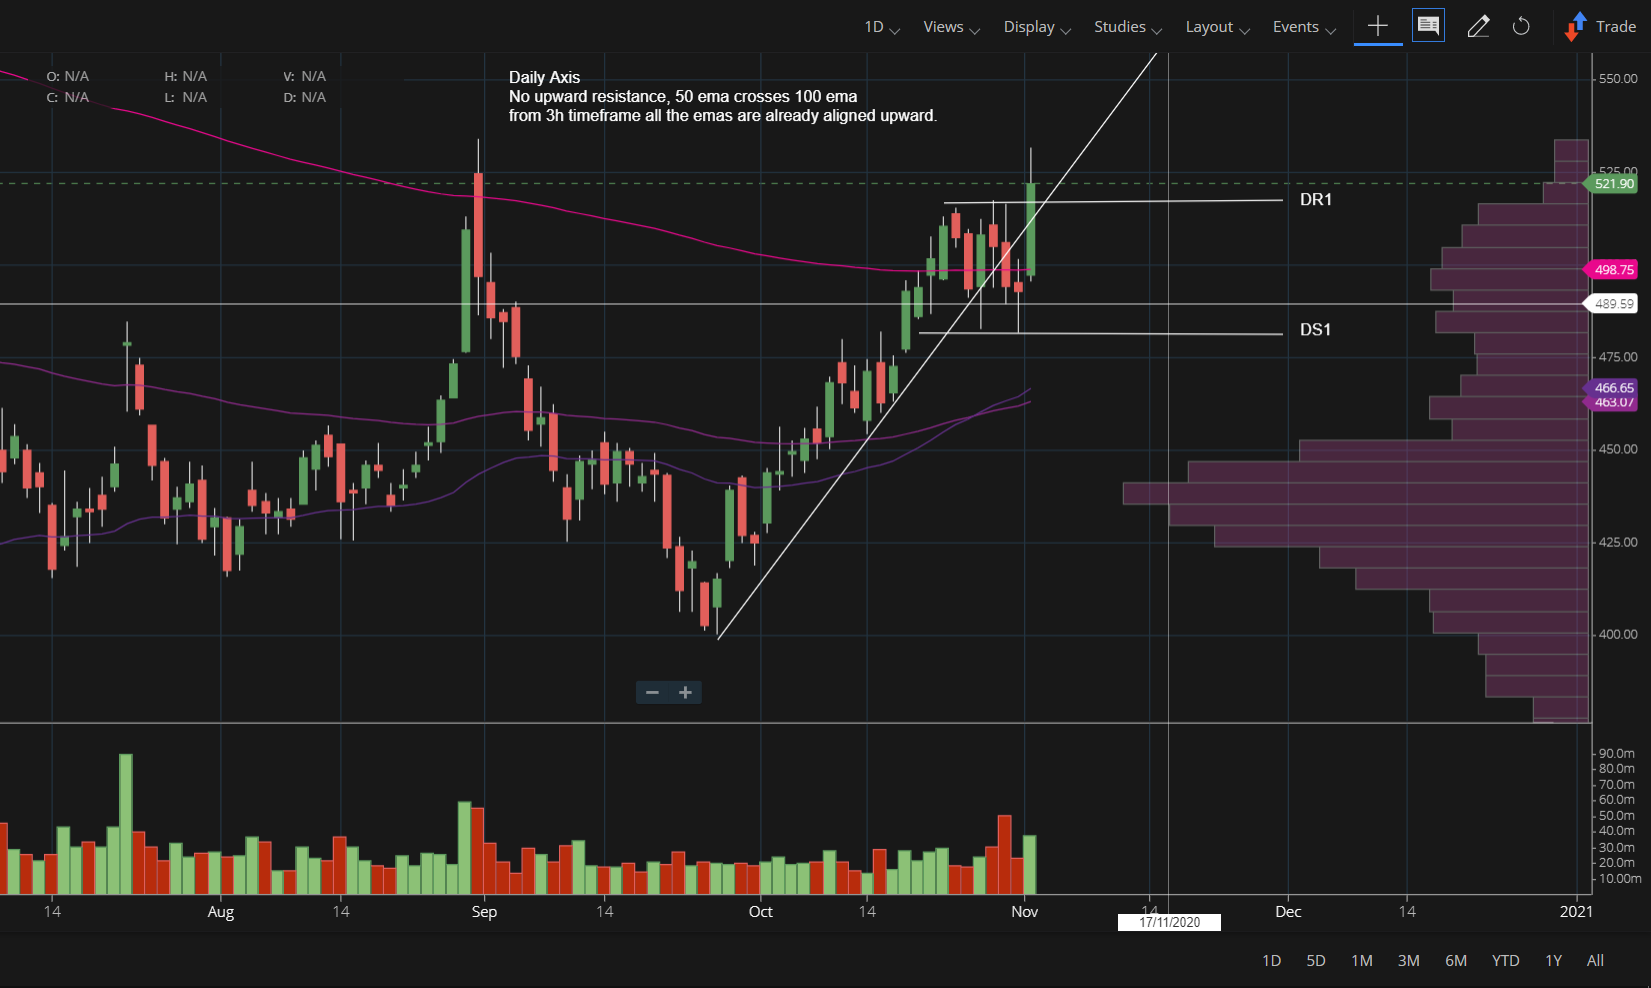 1D Views Display Studies Layout Events Trade
O: N/A H: N/A V: N/A
C: N/A L: N/A D: N/A
Daily Axis
No upward resistance, 50 ema crosses 100 ema
from 3h timeframe all the emas are already aligned upward.
550.00
525.00
521.90
DR1
498.75
489.59
DS1
475.00
466.65
463.07
450.00
425.00
400.00
− +
90.0m
80.0m
70.0m
60.0m
50.0m
40.0m
30.0m
20.0m
10.00m
14 Aug 14 Sep 14 Oct 14 Nov 14 Dec 14 2021
17/11/2020
1D 5D 1M 3M 6M YTD 1Y All